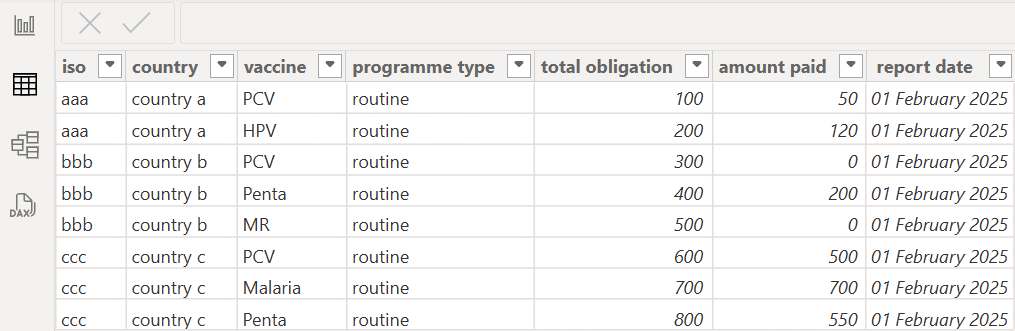 iso country vaccine programme type total obligation amount paid report date
aaa country a PCV routine 100 50 01 February 2025
aaa country a HPV routine 200 120 01 February 2025
bbb country b PCV routine 300 0 01 February 2025
bbb country b Penta routine 400 200 01 February 2025
bbb country b MR routine 500 0 01 February 2025
DAX
ccc country c PCV routine 600 500 01 February 2025
ccc country c Malaria routine 700 700 01 February 2025
ccc country c Penta routine 800 550 01 February 2025